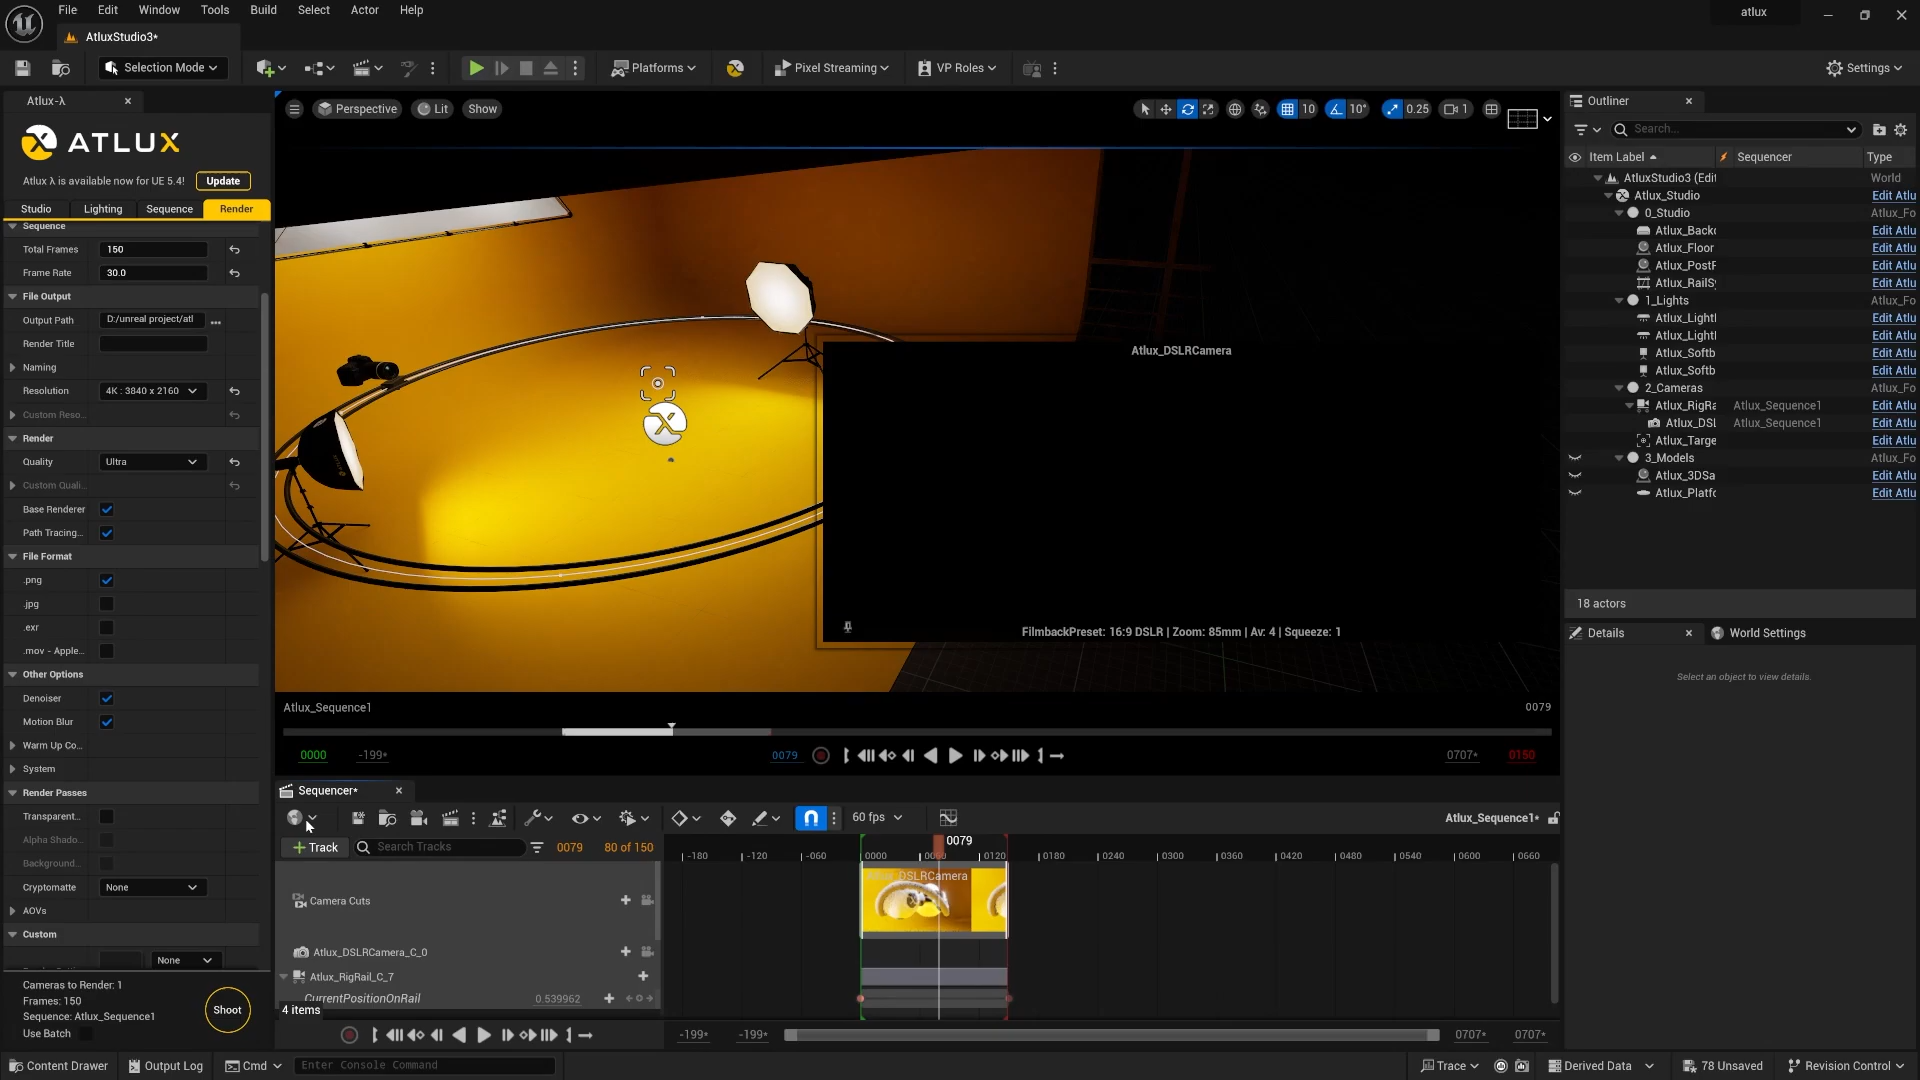 File Edit Window Tools Build Select Actor Help
atlux
AtluxStudio3*
Selection Mode
Platforms
Pixel Streaming
VP Roles
Settings
Atlux-λ
ATLUX
Atlux λ is available now for UE 5.4! Update
Studio Lighting Sequence Render
Sequence
Total Frames 150
Frame Rate 30.0
File Output
Output Path D:/unreal project/atl
Render Title
Naming
Resolution 4K : 3840 x 2160
Custom Reso...
Render
Quality Ultra
Custom Quali...
Base Renderer
Path Tracing...
File Format
.png
.jpg
.exr
.mov - Apple...
Other Options
Denoiser
Motion Blur
Warm Up Co...
System
Render Passes
Transparent...
Alpha Shado...
Background...
Cryptomatte None
AOVs
Custom
None
Cameras to Render: 1
Frames: 150
Sequence: Atlux_Sequence1
Use Batch
Shoot
Perspective Lit Show
10 10° 0.25 1
Atlux_DSLRCamera
FilmbackPreset: 16:9 DSLR | Zoom: 85mm | Av: 4 | Squeeze: 1
Atlux_Sequence1 0079
0000 -199* 0079 0707* 0150
Sequencer*
60 fps
Atlux_Sequence1*
Track Search Tracks 0079 80 of 150
0079
-180 -120 -060 0000 0120 0180 0240 0300 0360 0420 0480 0540 0600 0660
Camera Cuts
Atlux_DSLRCamera
Atlux_DSLRCamera_C_0
Atlux_RigRail_C_7
CurrentPositionOnRail 0.539962
4 items
-199* -199* 0707* 0707*
Outliner
Search...
Item Label Sequencer Type
AtluxStudio3 (Edit World
Atlux_Studio Edit Atlu
0_Studio Atlux_Fo
Atlux_Backd Edit Atlu
Atlux_Floor Edit Atlu
Atlux_PostP Edit Atlu
Atlux_RailSy Edit Atlu
1_Lights Atlux_Fo
Atlux_Lightl Edit Atlu
Atlux_Lightl Edit Atlu
Atlux_Softb Edit Atlu
Atlux_Softb Edit Atlu
2_Cameras Atlux_Fo
Atlux_RigRa Atlux_Sequence1 Edit Atlu
Atlux_DSL Atlux_Sequence1 Edit Atlu
Atlux_Targe Edit Atlu
3_Models Atlux_Fo
Atlux_3DSa Edit Atlu
Atlux_Platfo Edit Atlu
18 actors
Details World Settings
Select an object to view details.
Content Drawer Output Log Cmd Enter Console Command
Trace Derived Data 78 Unsaved Revision Control